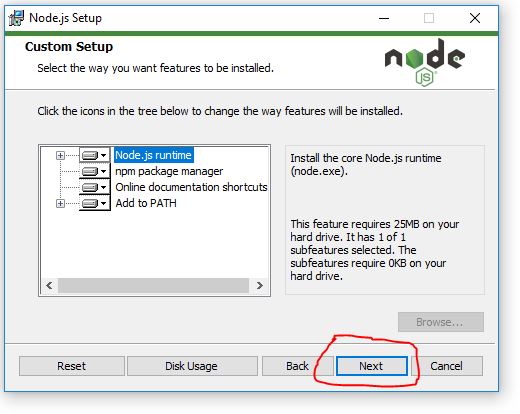 Node.js Setup
Custom Setup
Select the way you want features to be installed.
node
JS
Click the icons in the tree below to change the way features will be installed.
Node.js runtime
npm package manager
Online documentation shortcuts
Add to PATH
Install the core Node.js runtime
(node.exe).
This feature requires 25MB on your
hard drive. It has 1 of 1
subfeatures selected. The
subfeatures require 0KB on your
hard drive.
Browse...
Reset Disk Usage Back Next Cancel